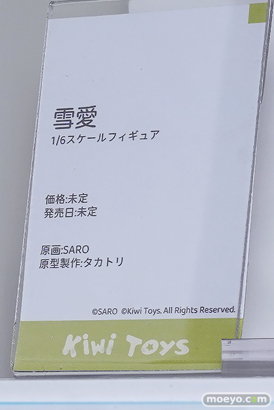 雪愛
1/6スケールフィギュア
価格:未定
発売日:未定
原画:SARO
原型製作:タカトリ
©SARO ©Kiwi Toys. All Rights Reserved.
Kiwi Toys
moeyo.com